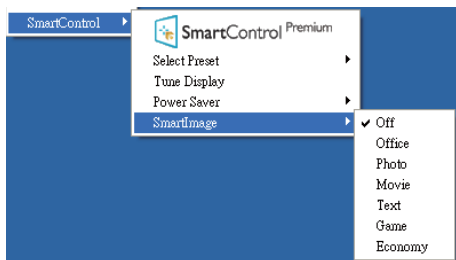 SmartControl
SmartControl Premium
Select Preset
Tune Display
Power Saver
SmartImage
Off
Office
Photo
Movie
Text
Game
Economy